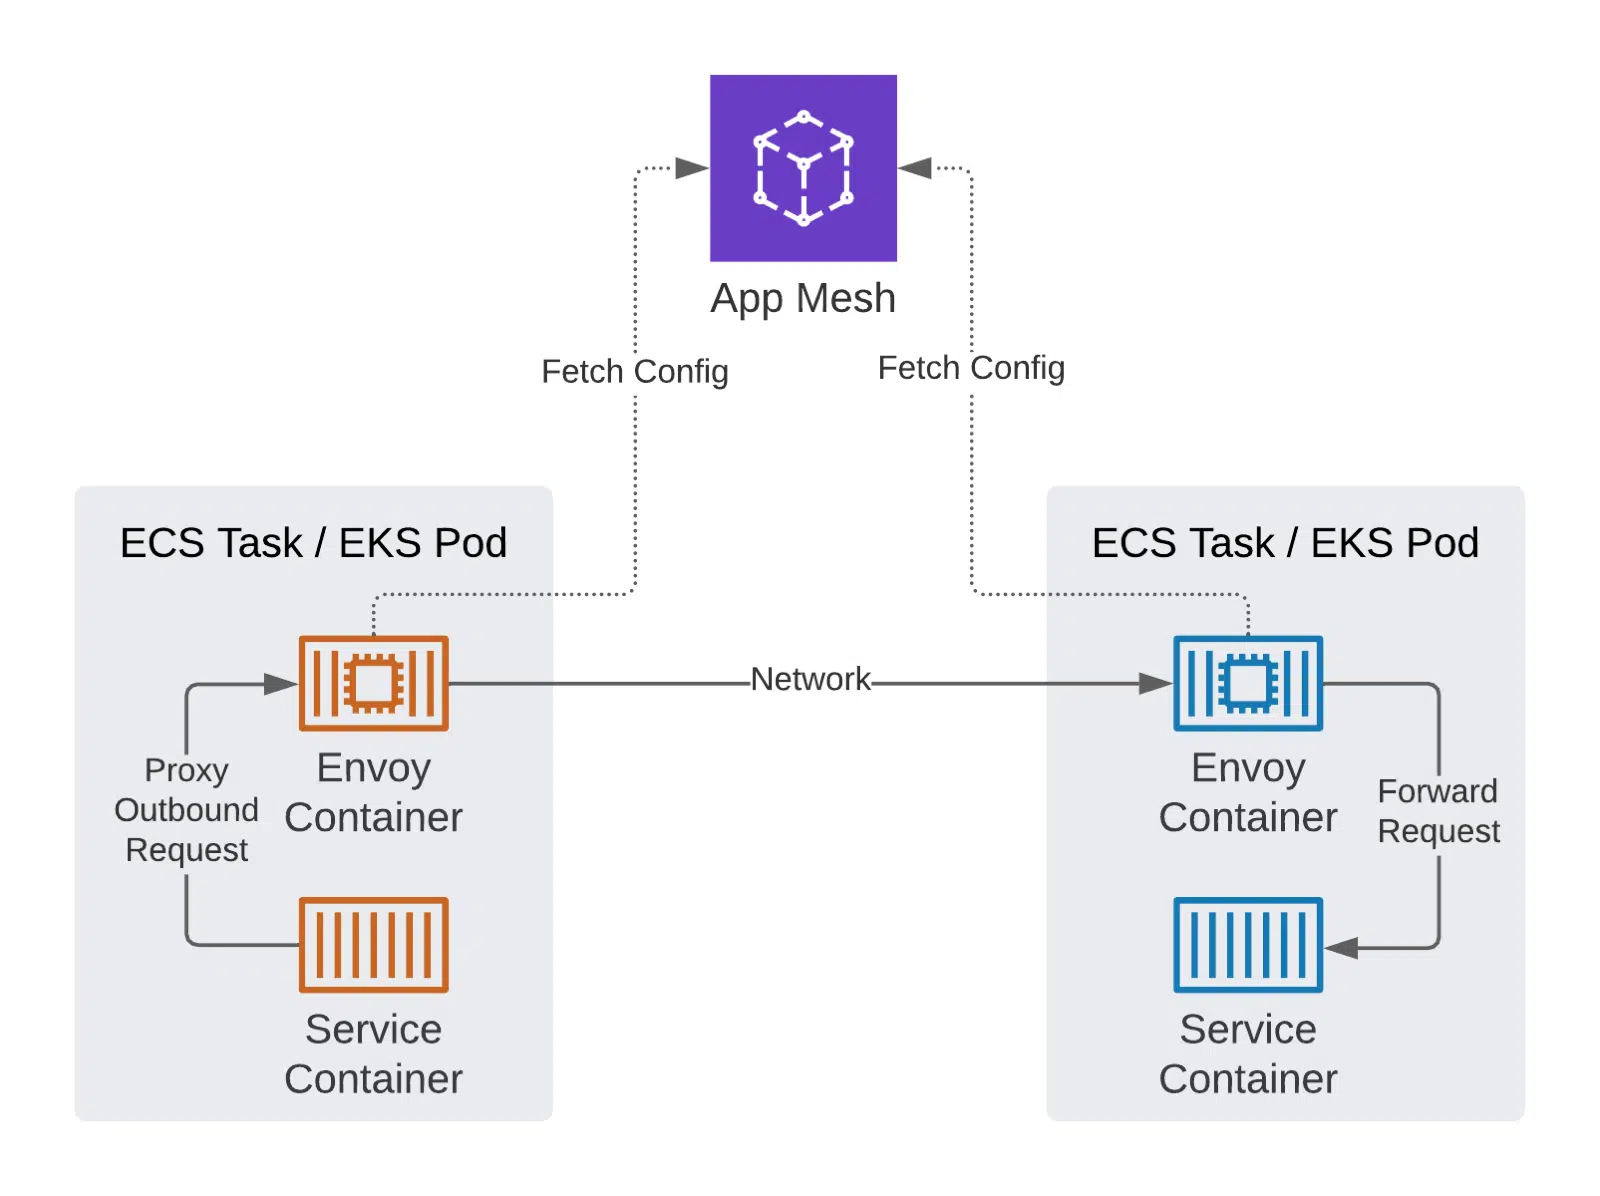 App Mesh
Fetch Config
Fetch Config
ECS Task / EKS Pod
Envoy
Container
Proxy
Outbound
Request
Service
Container
Network
ECS Task / EKS Pod
Envoy
Container
Forward
Request
Service
Container